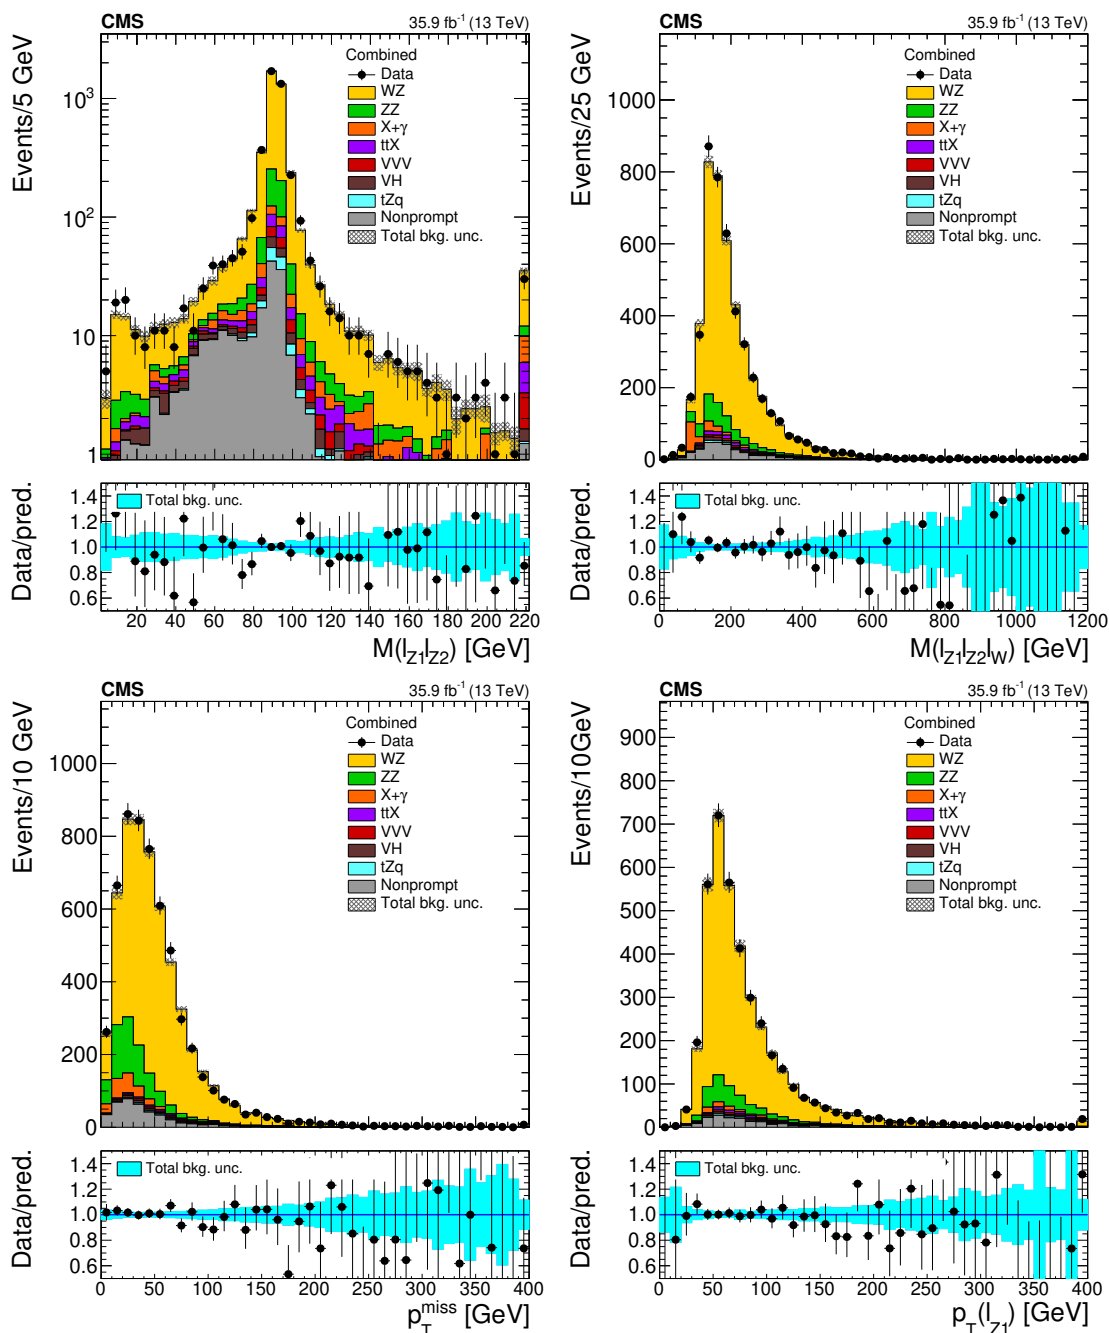 CMS 35.9 fb⁻¹ (13 TeV)
Events/5 GeV
Combined
Data
WZ
ZZ
X+γ
ttX
VVV
VH
tZq
Nonprompt
Total bkg. unc.
10³
10²
10
1
Data/pred.
Total bkg. unc.
1.4
1.2
1.0
0.8
0.6
20 40 60 80 100 120 140 160 180 200 220
M(l_Z1 l_Z2) [GeV]
CMS 35.9 fb⁻¹ (13 TeV)
Events/25 GeV
Combined
Data
WZ
ZZ
X+γ
ttX
VVV
VH
tZq
Nonprompt
Total bkg. unc.
1000
800
600
400
200
0
Data/pred.
Total bkg. unc.
1.4
1.2
1.0
0.8
0.6
0 200 400 600 800 1000 1200
M(l_Z1 l_Z2 l_W) [GeV]
CMS 35.9 fb⁻¹ (13 TeV)
Events/10 GeV
Combined
Data
WZ
ZZ
X+γ
ttX
VVV
VH
tZq
Nonprompt
Total bkg. unc.
1000
800
600
400
200
0
Data/pred.
Total bkg. unc.
1.4
1.2
1.0
0.8
0.6
0 50 100 150 200 250 300 350 400
p_T^miss [GeV]
CMS 35.9 fb⁻¹ (13 TeV)
Events/10GeV
Combined
Data
WZ
ZZ
X+γ
ttX
VVV
VH
tZq
Nonprompt
Total bkg. unc.
900
800
700
600
500
400
300
200
100
0
Data/pred.
Total bkg. unc.
1.4
1.2
1.0
0.8
0.6
0 50 100 150 200 250 300 350 400
p_T(l_Z1) [GeV]